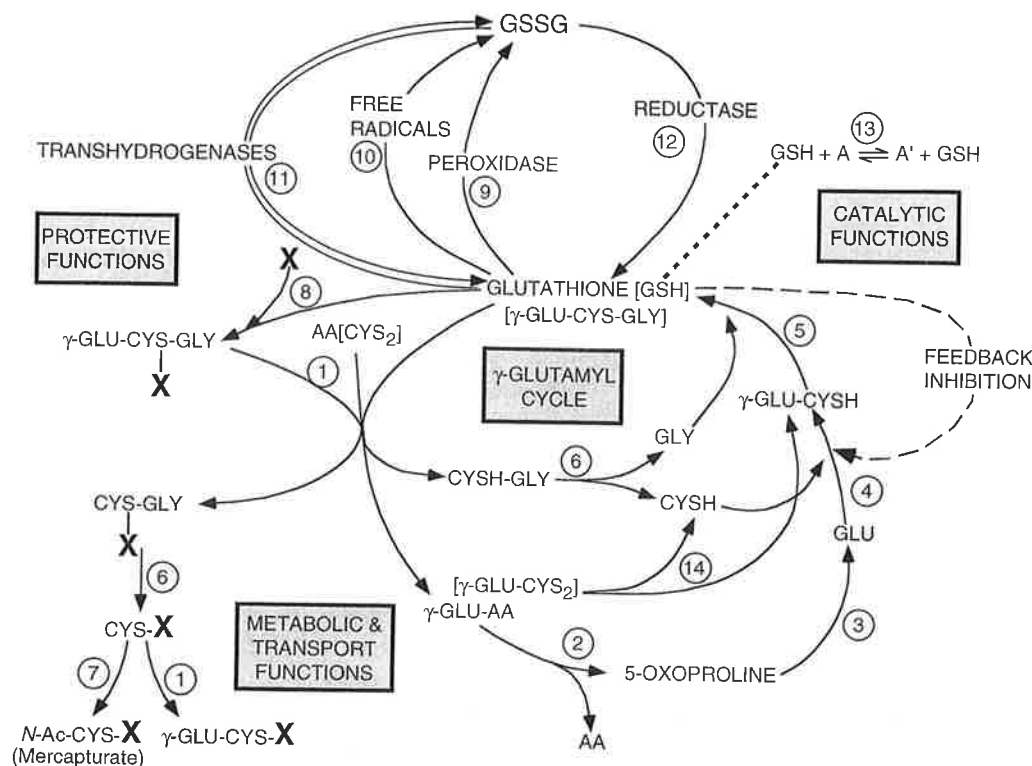 GSSG
FREE
RADICALS
10
PEROXIDASE
9
REDUCTASE
12
TRANSHYDROGENASES
11
13
GSH + A ⇌ A' + GSH
PROTECTIVE
FUNCTIONS
CATALYTIC
FUNCTIONS
X
8
GLUTATHIONE [GSH]
[γ-GLU-CYS-GLY]
γ-GLU-CYS-GLY
X
AA[CYS₂]
1
γ-GLUTAMYL
CYCLE
5
FEEDBACK
INHIBITION
γ-GLU-CYSH
GLY
CYSH-GLY
6
CYSH
4
GLU
CYS-GLY
X
6
CYS-X
7
1
N-Ac-CYS-X
(Mercapturate)
γ-GLU-CYS-X
METABOLIC &
TRANSPORT
FUNCTIONS
[γ-GLU-CYS₂]
γ-GLU-AA
14
2
5-OXOPROLINE
3
AA